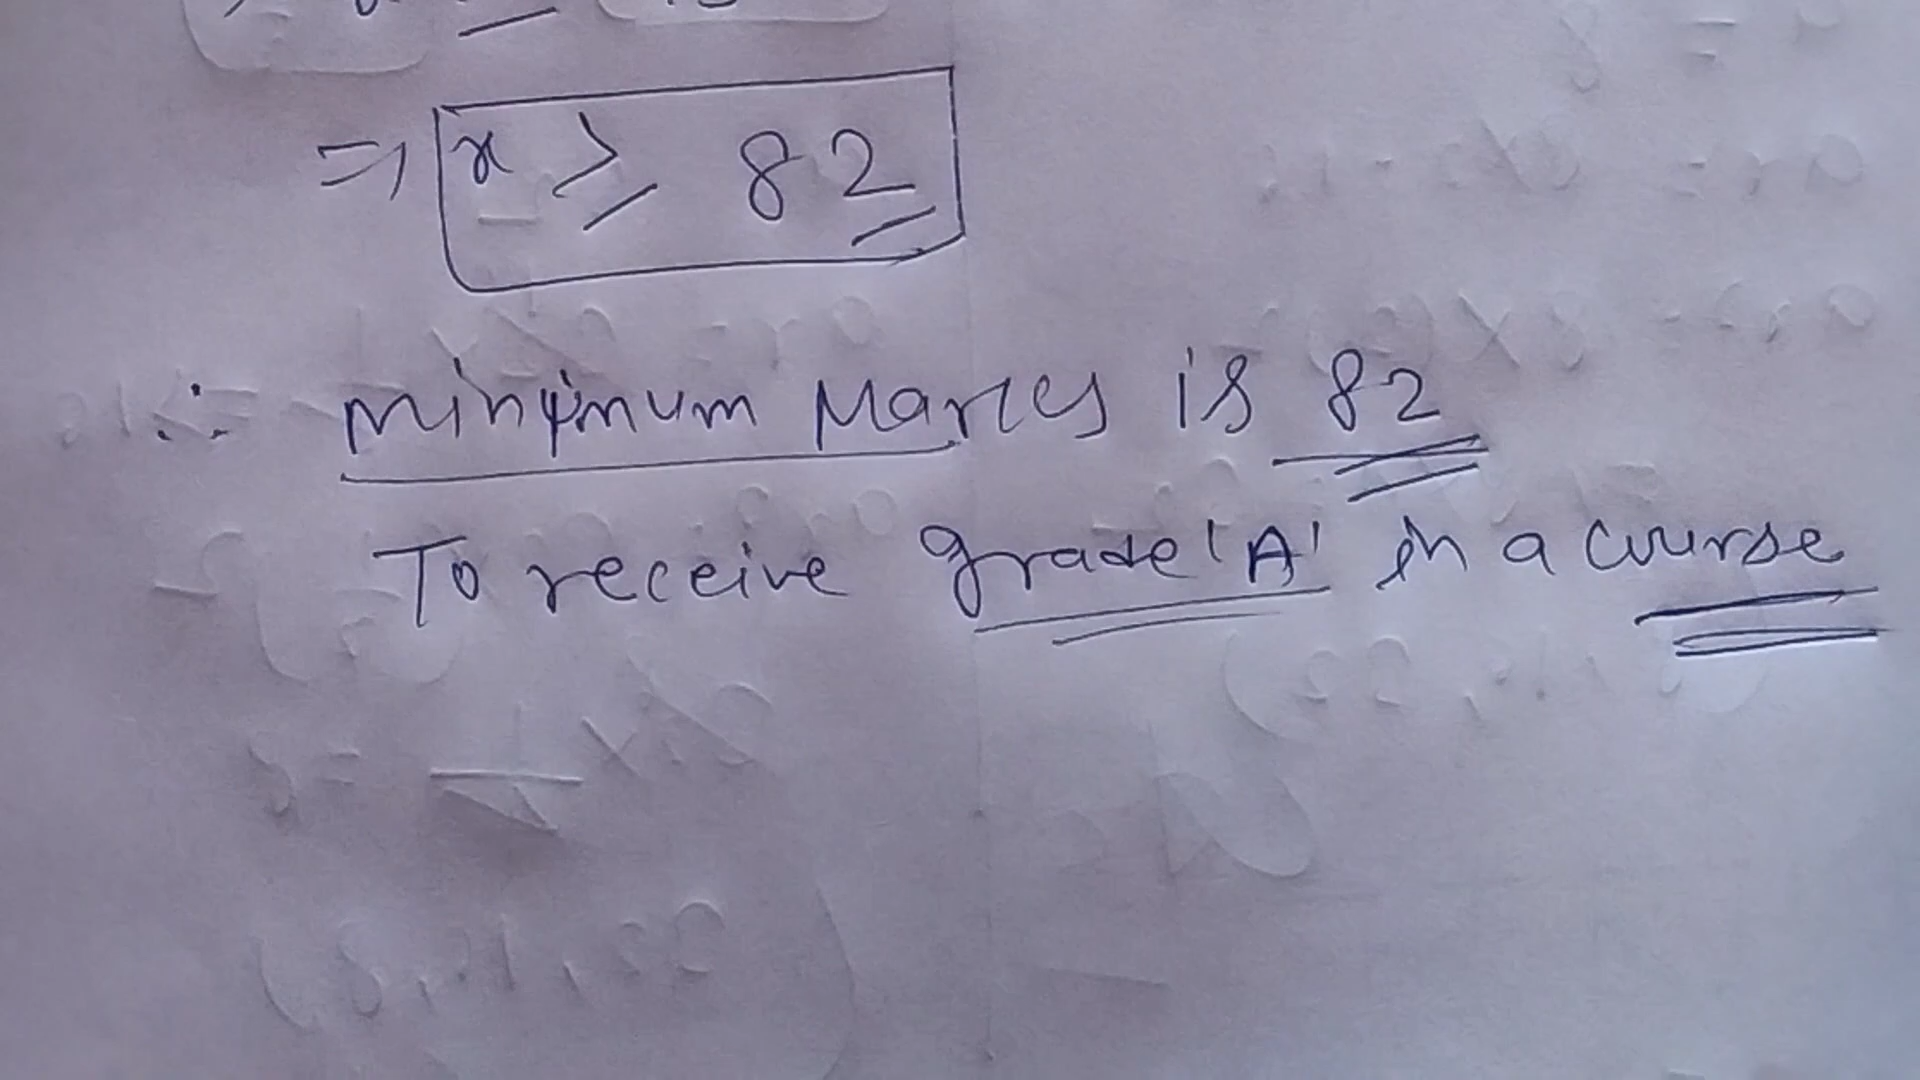 ⇒ x ≥ 82
∴ minimum Marks is 82
To receive grade 'A' in a course